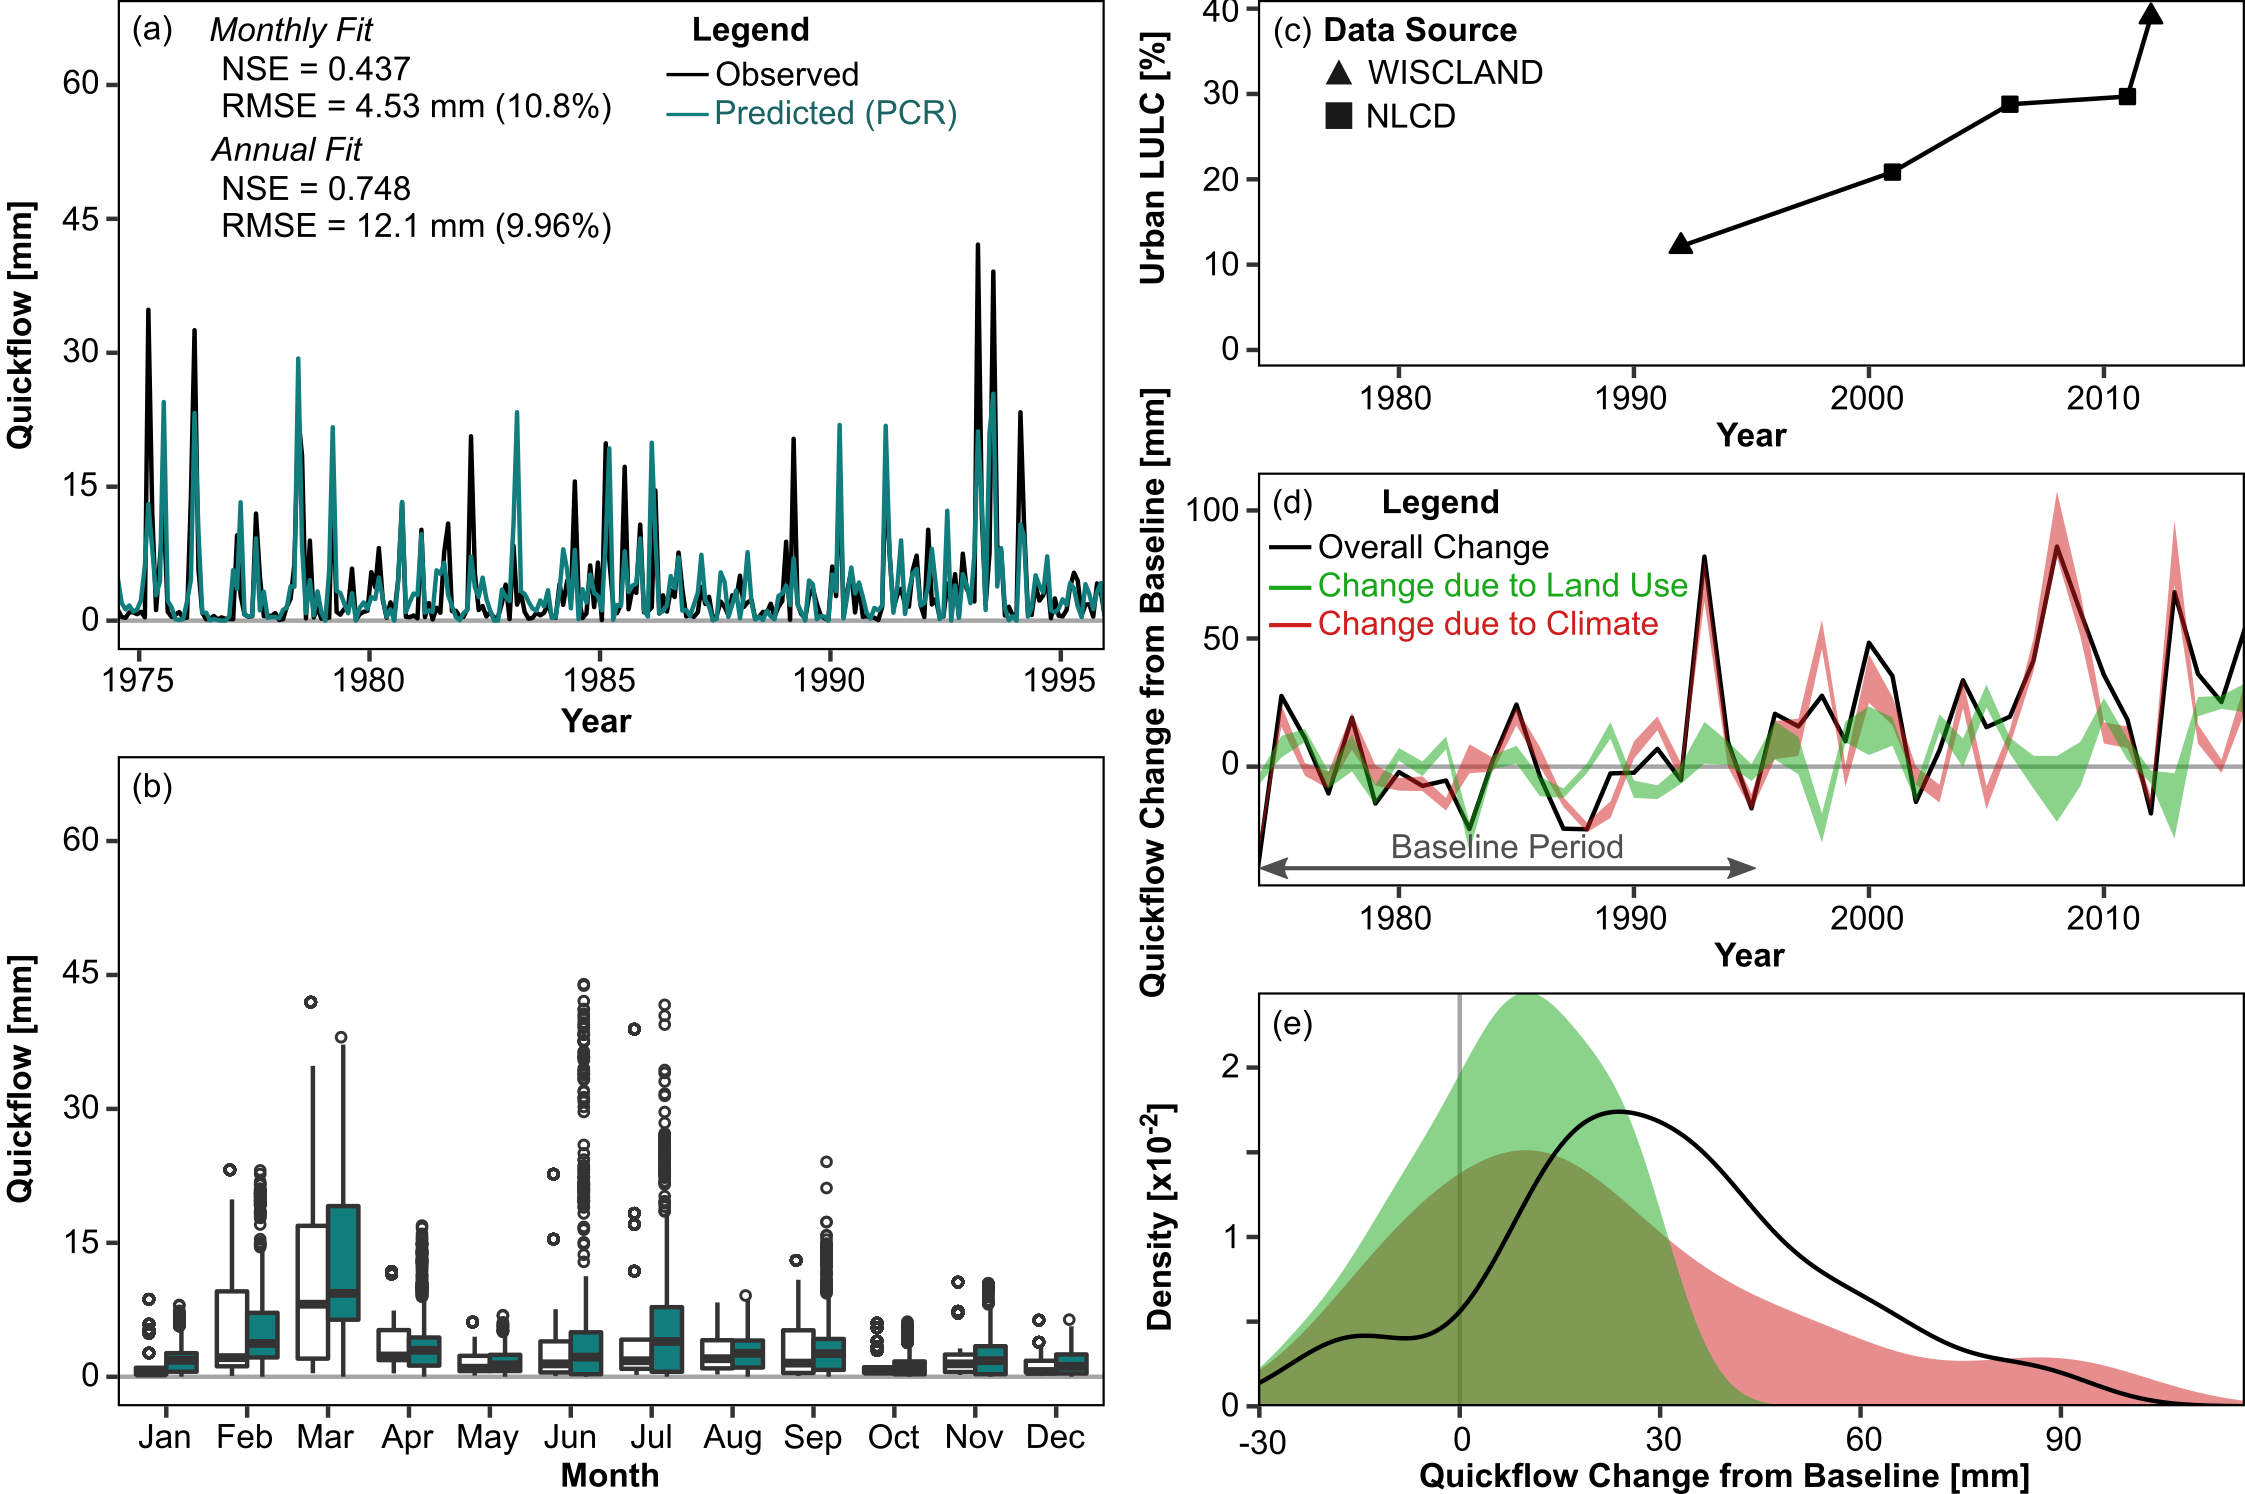 (a)
Monthly Fit
NSE = 0.437
RMSE = 4.53 mm (10.8%)
Annual Fit
NSE = 0.748
RMSE = 12.1 mm (9.96%)
Legend
Observed
Predicted (PCR)
Quickflow [mm]
60
45
30
15
0
1975
1980
1985
1990
1995
Year
(b)
Quickflow [mm]
60
45
30
15
0
Jan
Feb
Mar
Apr
May
Jun
Jul
Aug
Sep
Oct
Nov
Dec
Month
(c)
Data Source
WISCLAND
NLCD
Urban LULC [%]
40
30
20
10
0
1980
1990
2000
2010
Year
(d)
Legend
Overall Change
Change due to Land Use
Change due to Climate
Baseline Period
Quickflow Change from Baseline [mm]
100
50
0
1980
1990
2000
2010
Year
(e)
Density [x10⁻²]
2
1
0
-30
0
30
60
90
Quickflow Change from Baseline [mm]